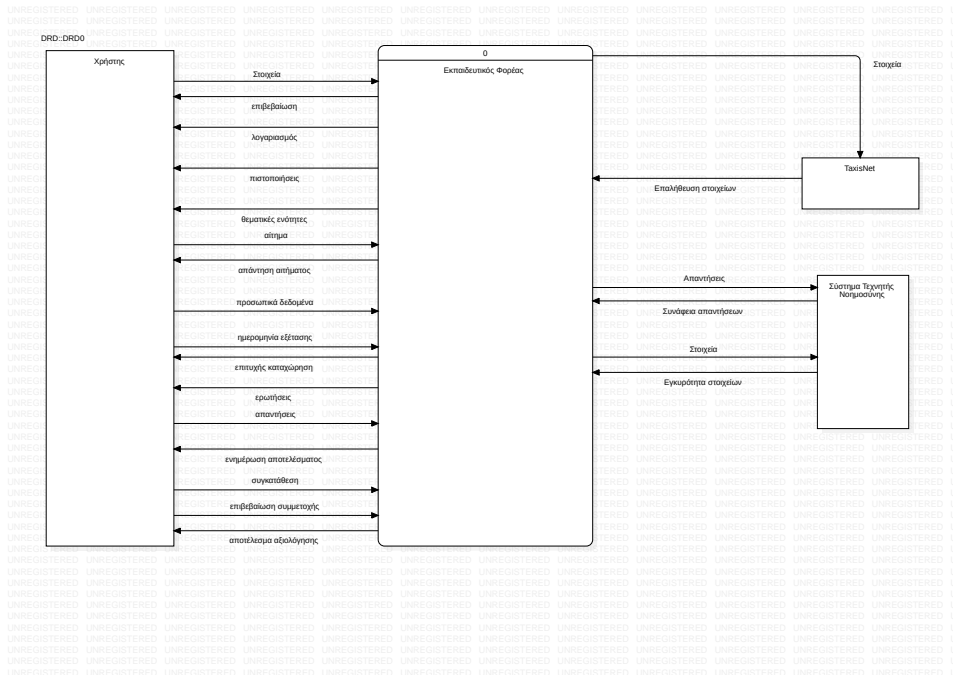 DRD::DRD0
Χρήστης
0
Εκπαιδευτικός Φορέας
Στοιχεία
επιβεβαίωση
λογαριασμός
πιστοποιήσεις
θεματικές ενότητες
αίτημα
απάντηση αιτήματος
προσωπικά δεδομένα
ημερομηνία εξέτασης
επιτυχής καταχώρηση
ερωτήσεις
απαντήσεις
ενημέρωση αποτελέσματος
συγκατάθεση
επιβεβαίωση συμμετοχής
αποτέλεσμα αξιολόγησης
Στοιχεία
TaxisNet
Επαλήθευση στοιχείων
Απαντήσεις
Σύστημα Τεχνητής
Νοημοσύνης
Συνάφεια απαντήσεων
Στοιχεία
Εγκυρότητα στοιχείων
UNREGISTERED